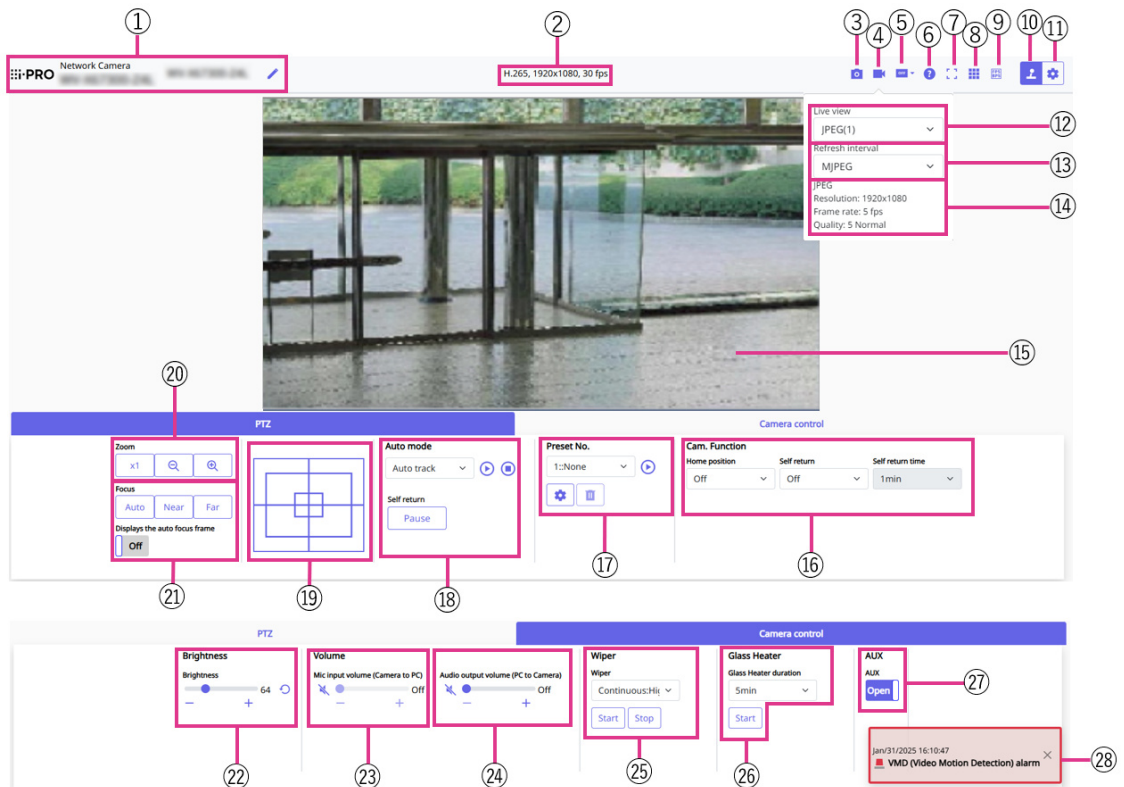 ① ② ③ ④ ⑤ ⑥ ⑦ ⑧ ⑨ ⑩ ⑪
i-PRO Network Camera
H.265, 1920x1080, 30 fps
Live view
JPEG(1)
⑫
Refresh interval
MJPEG
⑬
JPEG
Resolution: 1920x1080
Frame rate: 5 fps
Quality: 5 Normal
⑭
⑮
⑳
PTZ Camera control
Zoom
x1
Focus
Auto Near Far
Displays the auto focus frame
Off
Auto mode
Auto track
Self return
Pause
Preset No.
1::None
Cam. Function
Home position Self return Self return time
Off Off 1min
㉑ ⑲ ⑱ ⑰ ⑯
PTZ Camera control
Brightness
Brightness
64
− +
Volume
Mic input volume (Camera to PC)
Off
− +
Audio output volume (PC to Camera)
Off
− +
Wiper
Wiper
Continuous:Hig
Start Stop
Glass Heater
Glass Heater duration
5min
Start
AUX
AUX
Open
㉗
Jan/31/2025 16:10:47
VMD (Video Motion Detection) alarm
㉒ ㉓ ㉔ ㉕ ㉖ ㉘